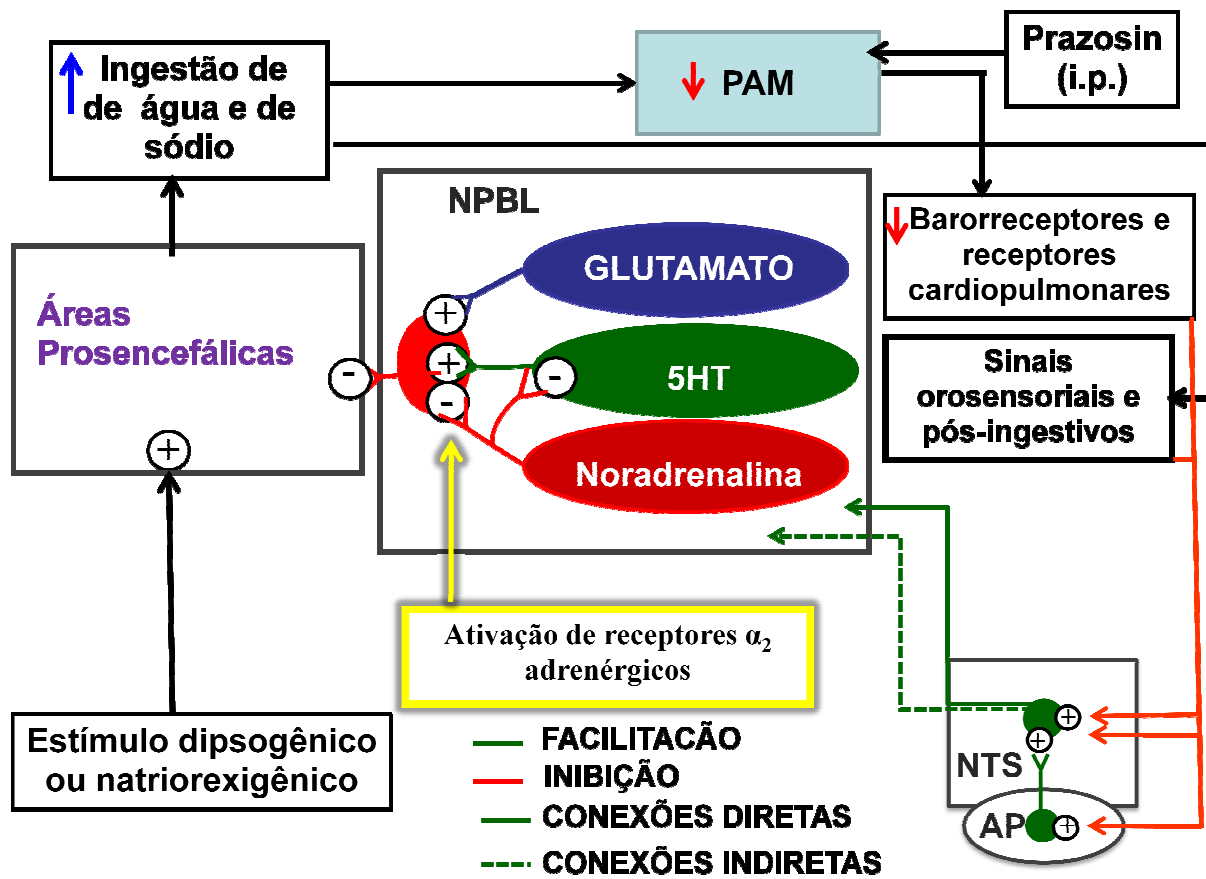 Ingestão de
de água e de
sódio
PAM
Prazosin
(i.p.)
NPBL
GLUTAMATO
5HT
Noradrenalina
+
+
-
-
Barorreceptores e
receptores
cardiopulmonares
Sinais
orosensoriais e
pós-ingestivos
Áreas
Prosencefálicas
-
+
Ativação de receptores α₂
adrenérgicos
Estímulo dipsogênico
ou natriorexigênico
FACILITACÃO
INIBIÇÃO
CONEXÕES DIRETAS
CONEXÕES INDIRETAS
+
+
NTS
AP
+